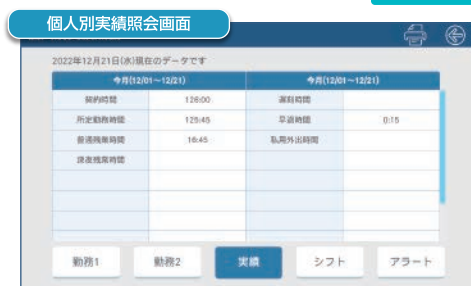 個人別実績照会画面
2022年12月21日(水)現在のデータです
今月(12/01～12/21) 今月(12/01～12/21)
契約時間 128:00 遅刻時間
所定勤務時間 125:45 早退時間 0:15
普通残業時間 16:45 私用外出時間
深夜残業時間
勤務1 勤務2 実績 シフト アラート